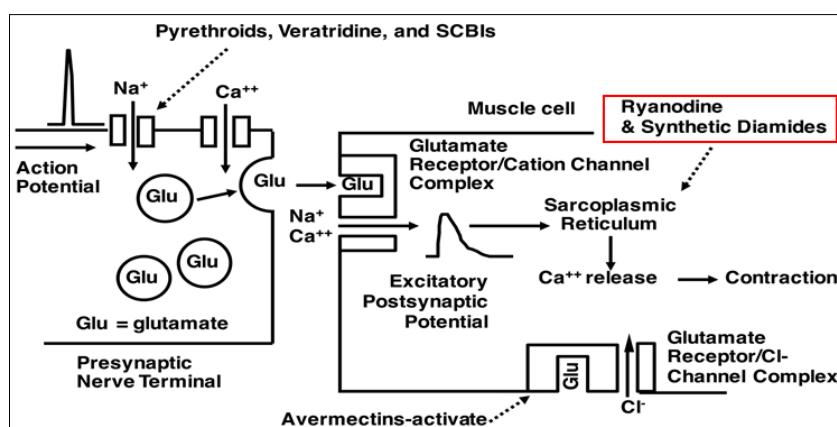 Pyrethroids, Veratridine, and SCBIs
Na+
Ca++
Action
Potential
Glu
Glu
Glu
Glu
Glu = glutamate
Presynaptic
Nerve Terminal
Muscle cell
Ryanodine
& Synthetic Diamides
Glutamate
Receptor/Cation Channel
Complex
Glu
Na+
Ca++
Excitatory
Postsynaptic
Potential
Sarcoplasmic
Reticulum
Ca++ release
Contraction
Glutamate
Receptor/Cl-
Channel Complex
Glu
Cl-
Avermectins-activate